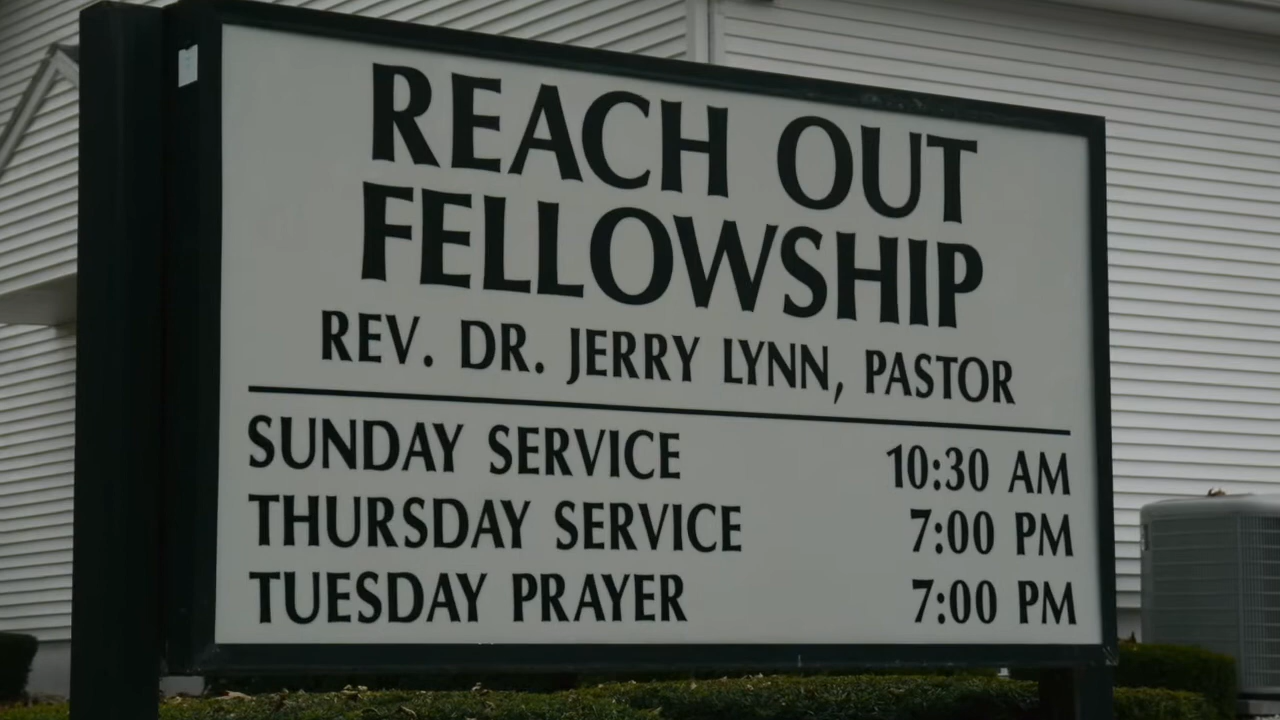 REACH OUT
FELLOWSHIP
REV. DR. JERRY LYNN, PASTOR
SUNDAY SERVICE 10:30 AM
THURSDAY SERVICE 7:00 PM
TUESDAY PRAYER 7:00 PM